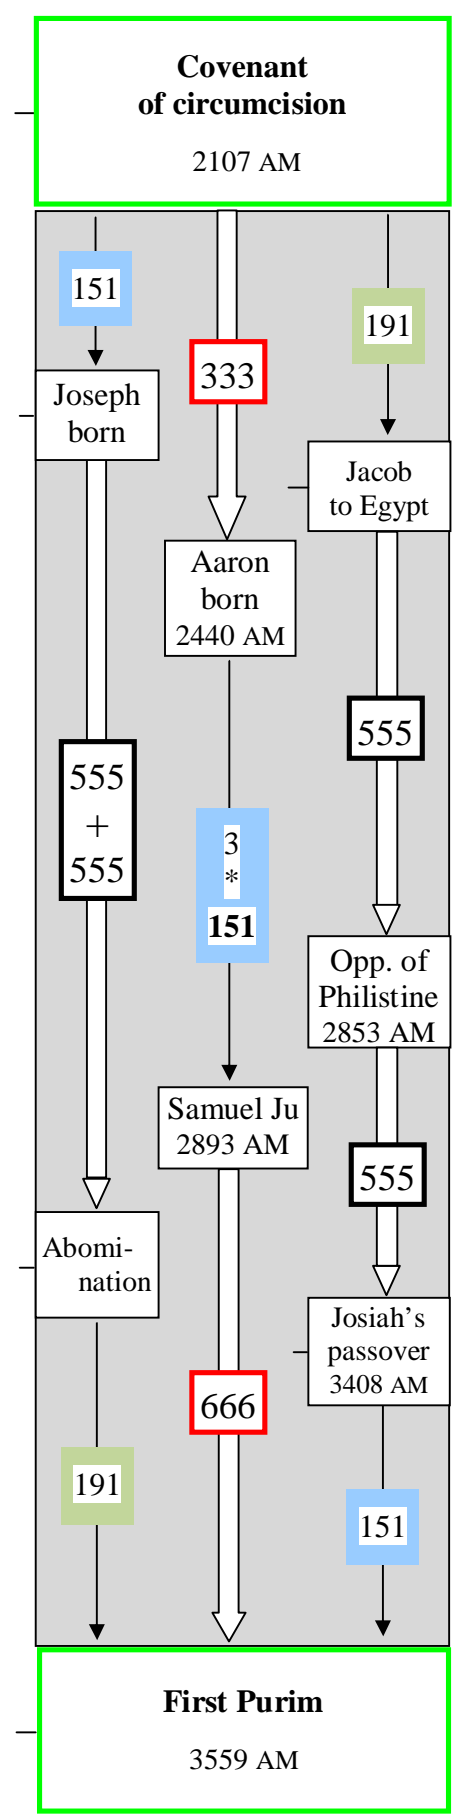 Covenant
of circumcision
2107 AM
151
333
191
Joseph
born
Jacob
to Egypt
Aaron
born
2440 AM
555
555
+
555
3
*
151
Opp. of
Philistine
2853 AM
Samuel Ju
2893 AM
555
Abomi-
nation
Josiah’s
passover
3408 AM
666
191
151
First Purim
3559 AM